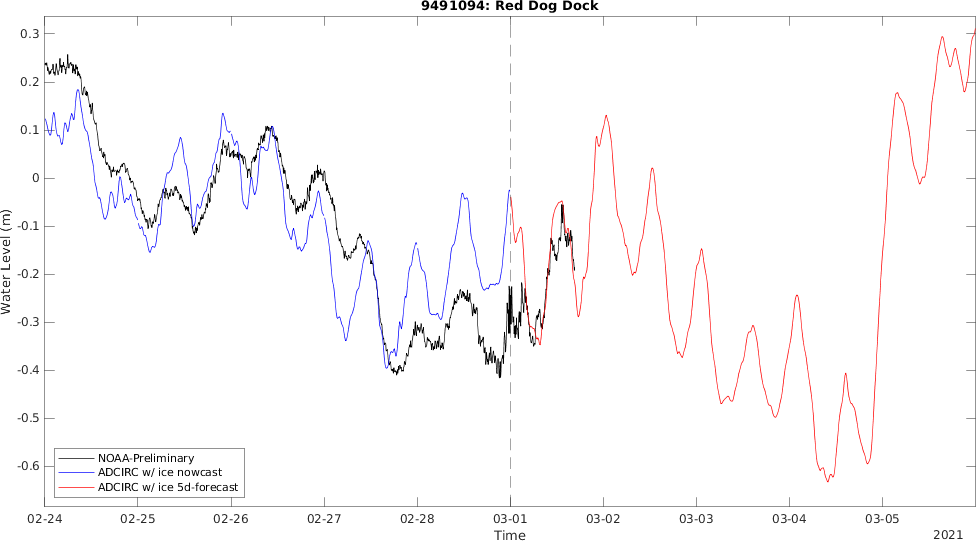 9491094: Red Dog Dock
0.3
0.2
0.1
0
-0.1
-0.2
-0.3
-0.4
-0.5
-0.6
Water Level (m)
NOAA-Preliminary
ADCIRC w/ ice nowcast
ADCIRC w/ ice 5d-forecast
02-24 02-25 02-26 02-27 02-28 03-01 03-02 03-03 03-04 03-05
Time
2021